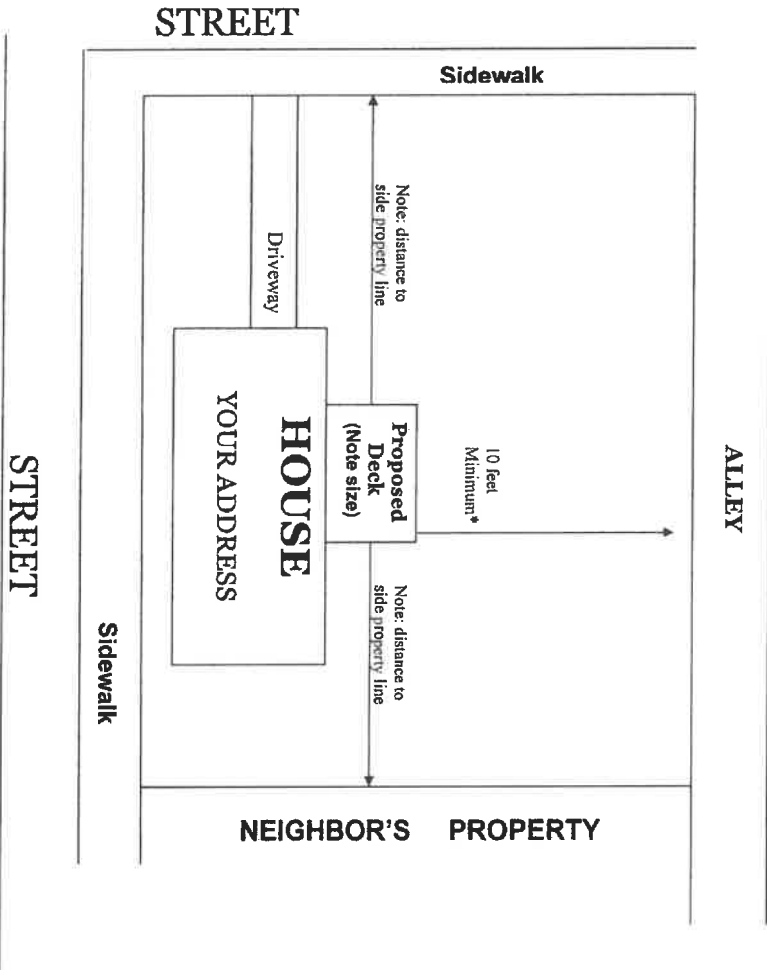 STREET
Sidewalk
ALLEY
Note: distance to
side property line
Driveway
10 feet
Minimum*
Proposed
Deck
(Note size)
HOUSE
YOUR ADDRESS
Note: distance to
side property line
STREET
Sidewalk
NEIGHBOR'S PROPERTY